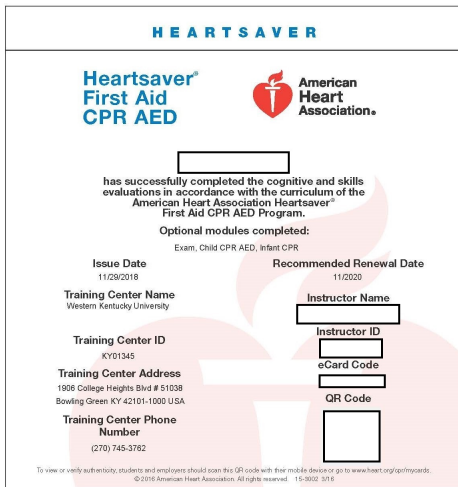 HEARTSAVER
Heartsaver®
First Aid
CPR AED
American
Heart
Association®
has successfully completed the cognitive and skills
evaluations in accordance with the curriculum of the
American Heart Association Heartsaver®
First Aid CPR AED Program.
Optional modules completed:
Exam, Child CPR AED, Infant CPR
Issue Date
11/29/2018
Recommended Renewal Date
11/2020
Training Center Name
Western Kentucky University
Instructor Name
Training Center ID
KY01345
Instructor ID
Training Center Address
1906 College Heights Blvd # 51038
Bowling Green KY 42101-1000 USA
eCard Code
QR Code
Training Center Phone
Number
(270) 745-3762
To view or verify authenticity, students and employers should scan this QR code with their mobile device or go to www.heart.org/cpr/mycards.
© 2016 American Heart Association. All rights reserved. 15-3002 3/16